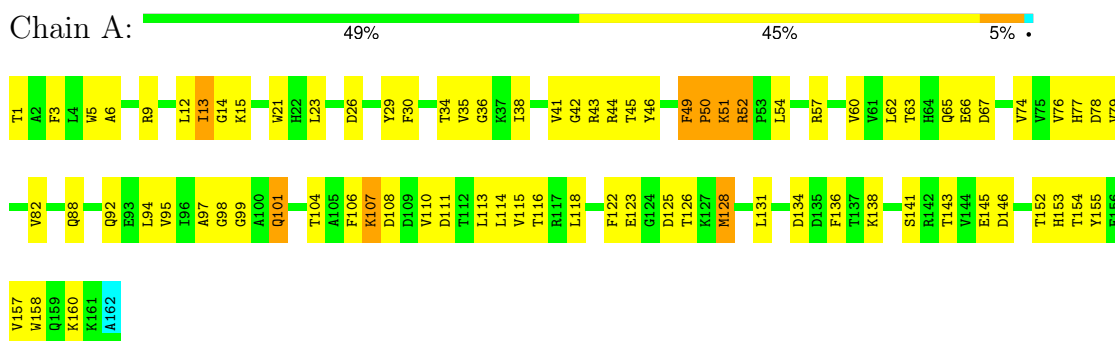 Chain A:
49% 45% 5% •
T1 A2 F3 L4 W5 A6 R9 L12 I13 G14 K15 W21 H22 L23 D26 Y29 F30 T34 V35 G36 K37 I38 V41 G42 R43 R44 T45 Y46 F49 P50 K51 R52 P53 L54 R57 V60 V61 L62 T63 H64 Q65 E66 D67 V74 V75 V76 H77 D78 V79
V82 Q88 Q92 E93 L94 V95 I96 A97 G98 G99 A100 Q101 T104 A105 F106 K107 D108 D109 V110 D111 T112 L113 L114 V115 T116 R117 L118 F122 E123 G124 D125 T126 K127 M128 L131 D134 D135 F136 T137 K138 S141 R142 T143 V144 E145 D146 T152 H153 T154 Y155 E156
V157 W158 Q159 K160 K161 A162